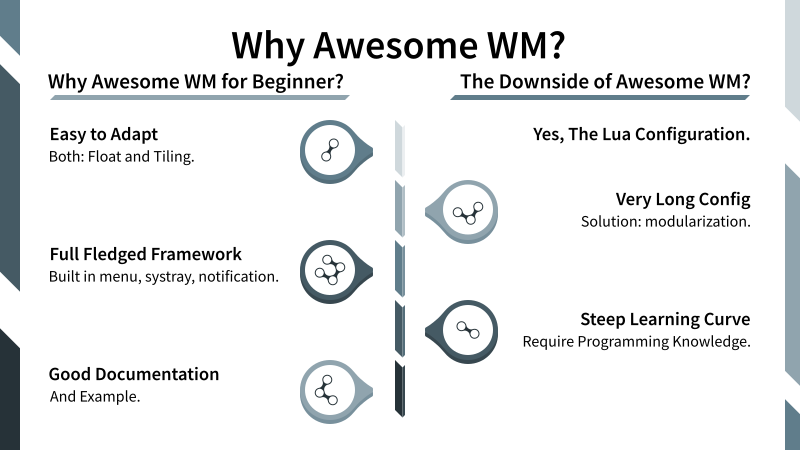 Why Awesome WM?
Why Awesome WM for Beginner?
Easy to Adapt
Both: Float and Tiling.
Full Fledged Framework
Built in menu, systray, notification.
Good Documentation
And Example.
The Downside of Awesome WM?
Yes, The Lua Configuration.
Very Long Config
Solution: modularization.
Steep Learning Curve
Require Programming Knowledge.